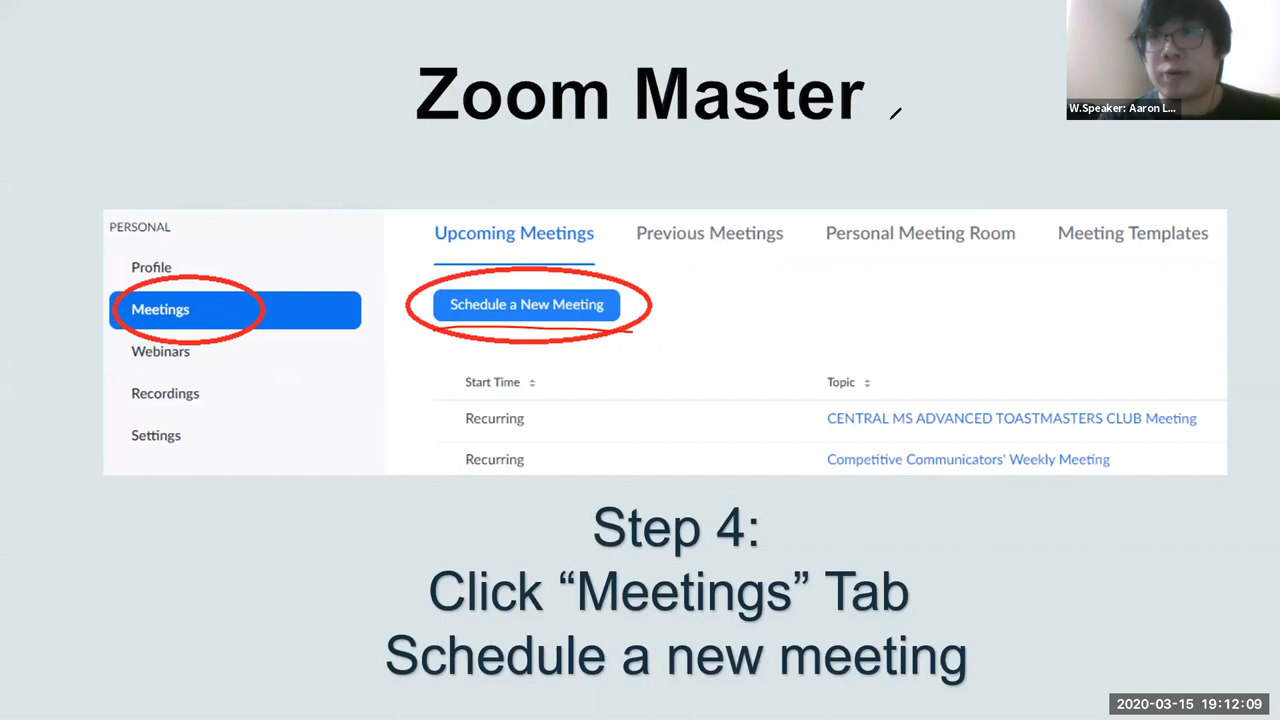 Zoom Master
W.Speaker: Aaron L...
PERSONAL
Profile
Meetings
Webinars
Recordings
Settings
Upcoming Meetings Previous Meetings Personal Meeting Room Meeting Templates
Schedule a New Meeting
Start Time Topic
Recurring CENTRAL MS ADVANCED TOASTMASTERS CLUB Meeting
Recurring Competitive Communicators' Weekly Meeting
Step 4:
Click “Meetings” Tab
Schedule a new meeting
2020-03-15 19:12:09